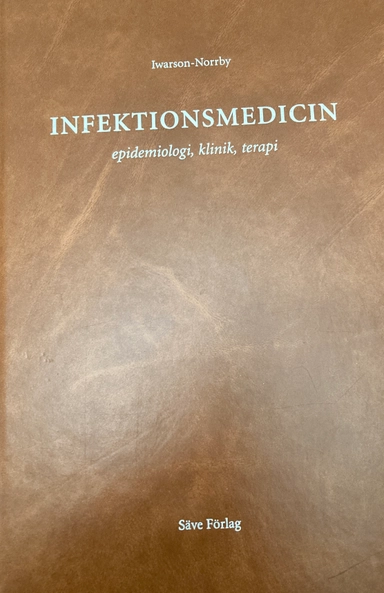 Iwarson-Norrby
INFEKTIONSMEDICIN
epidemiologi, klinik, terapi
Säve Förlag